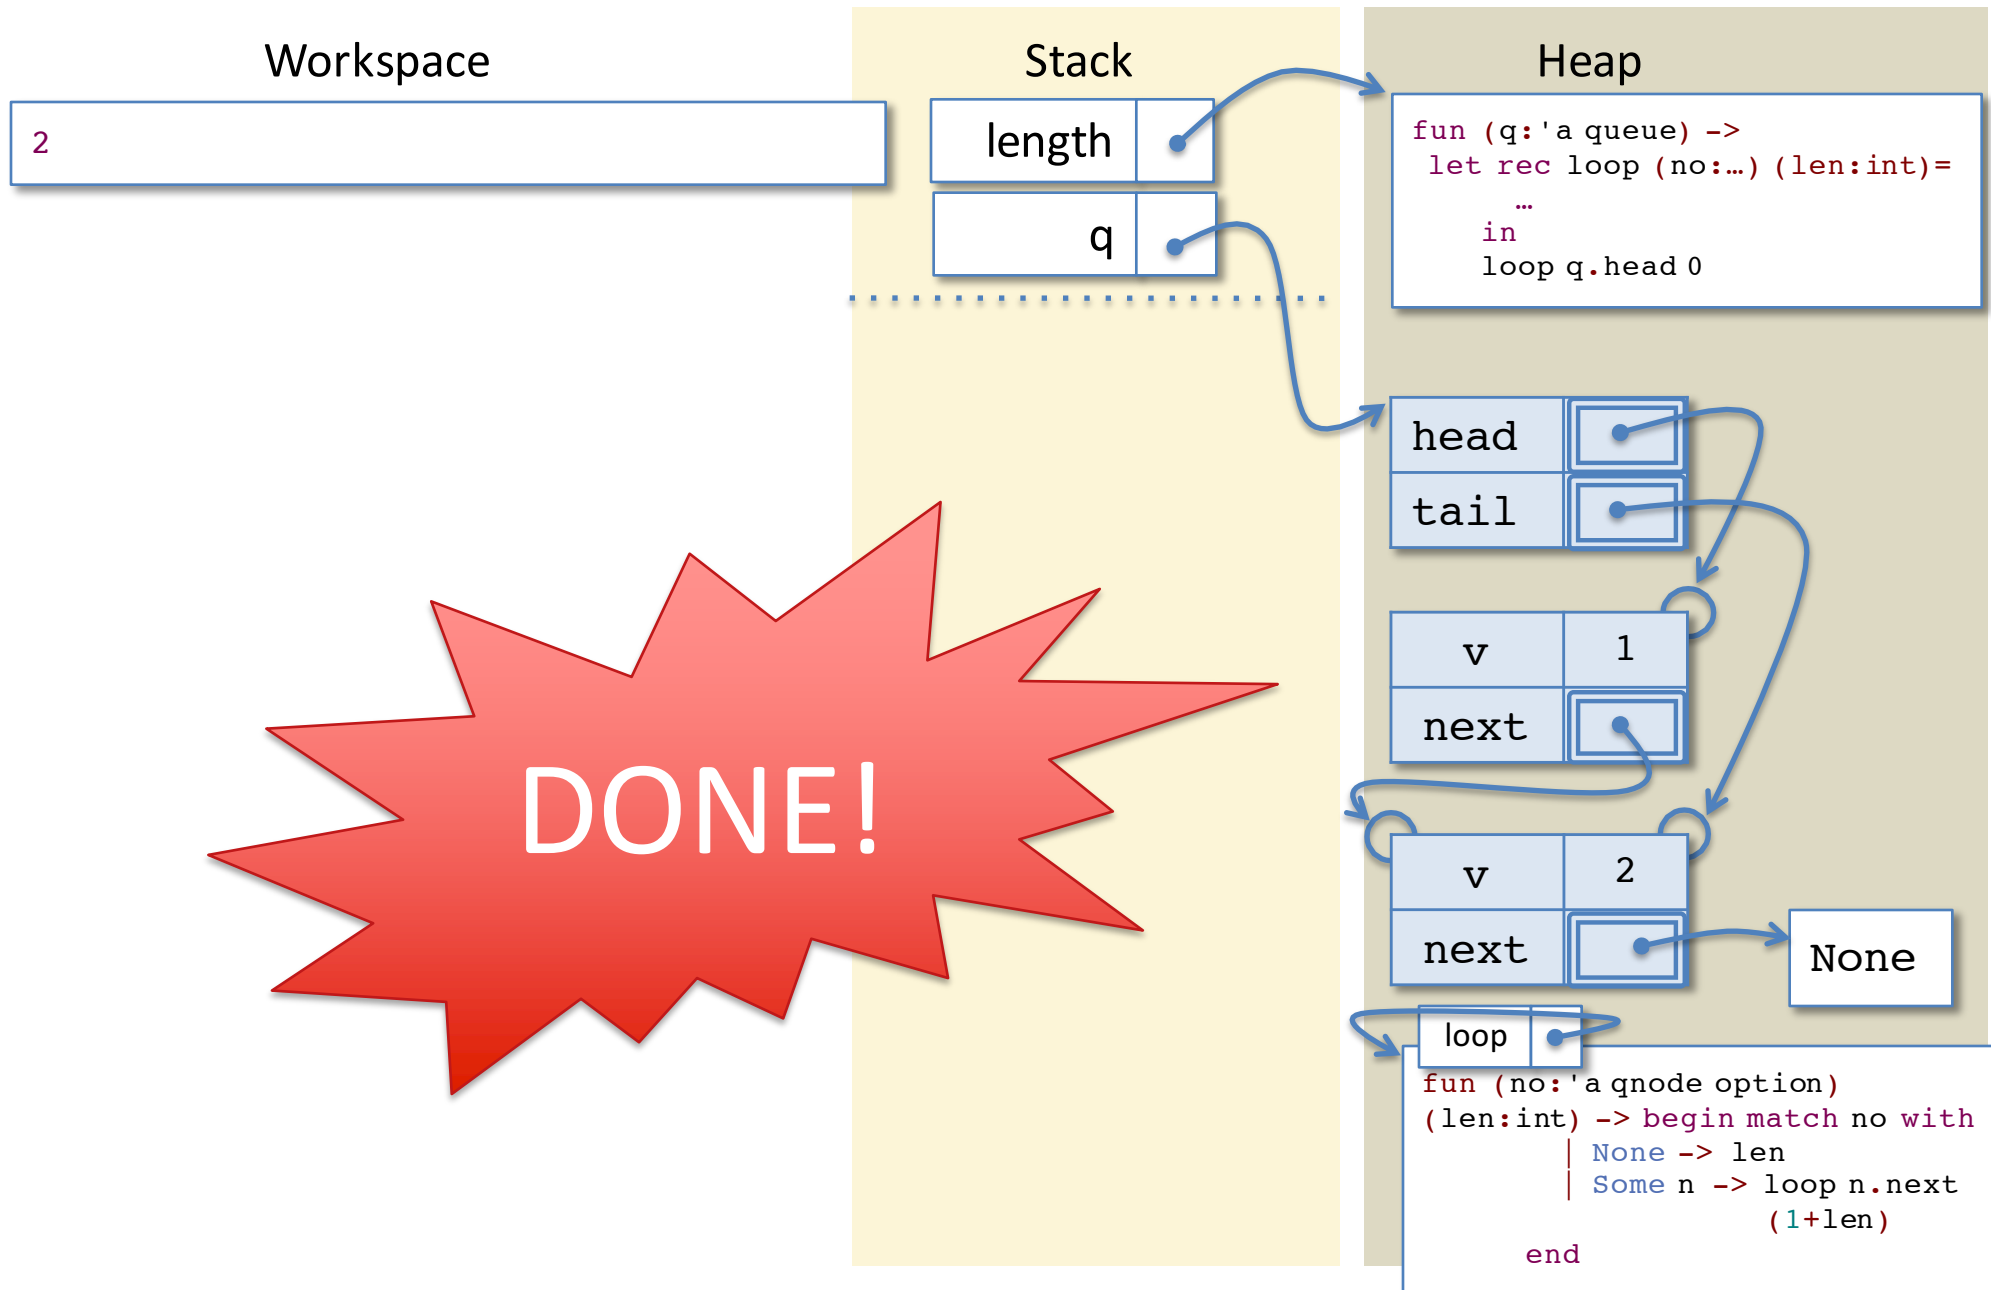 Workspace
Stack
Heap
2
length
q
fun (q:'a queue) ->
let rec loop (no:…) (len:int)=
…
in
loop q.head 0
head
tail
v 1
next
v 2
next
None
DONE!
loop
fun (no:'a qnode option)
(len:int) -> begin match no with
| None -> len
| Some n -> loop n.next
(1+len)
end